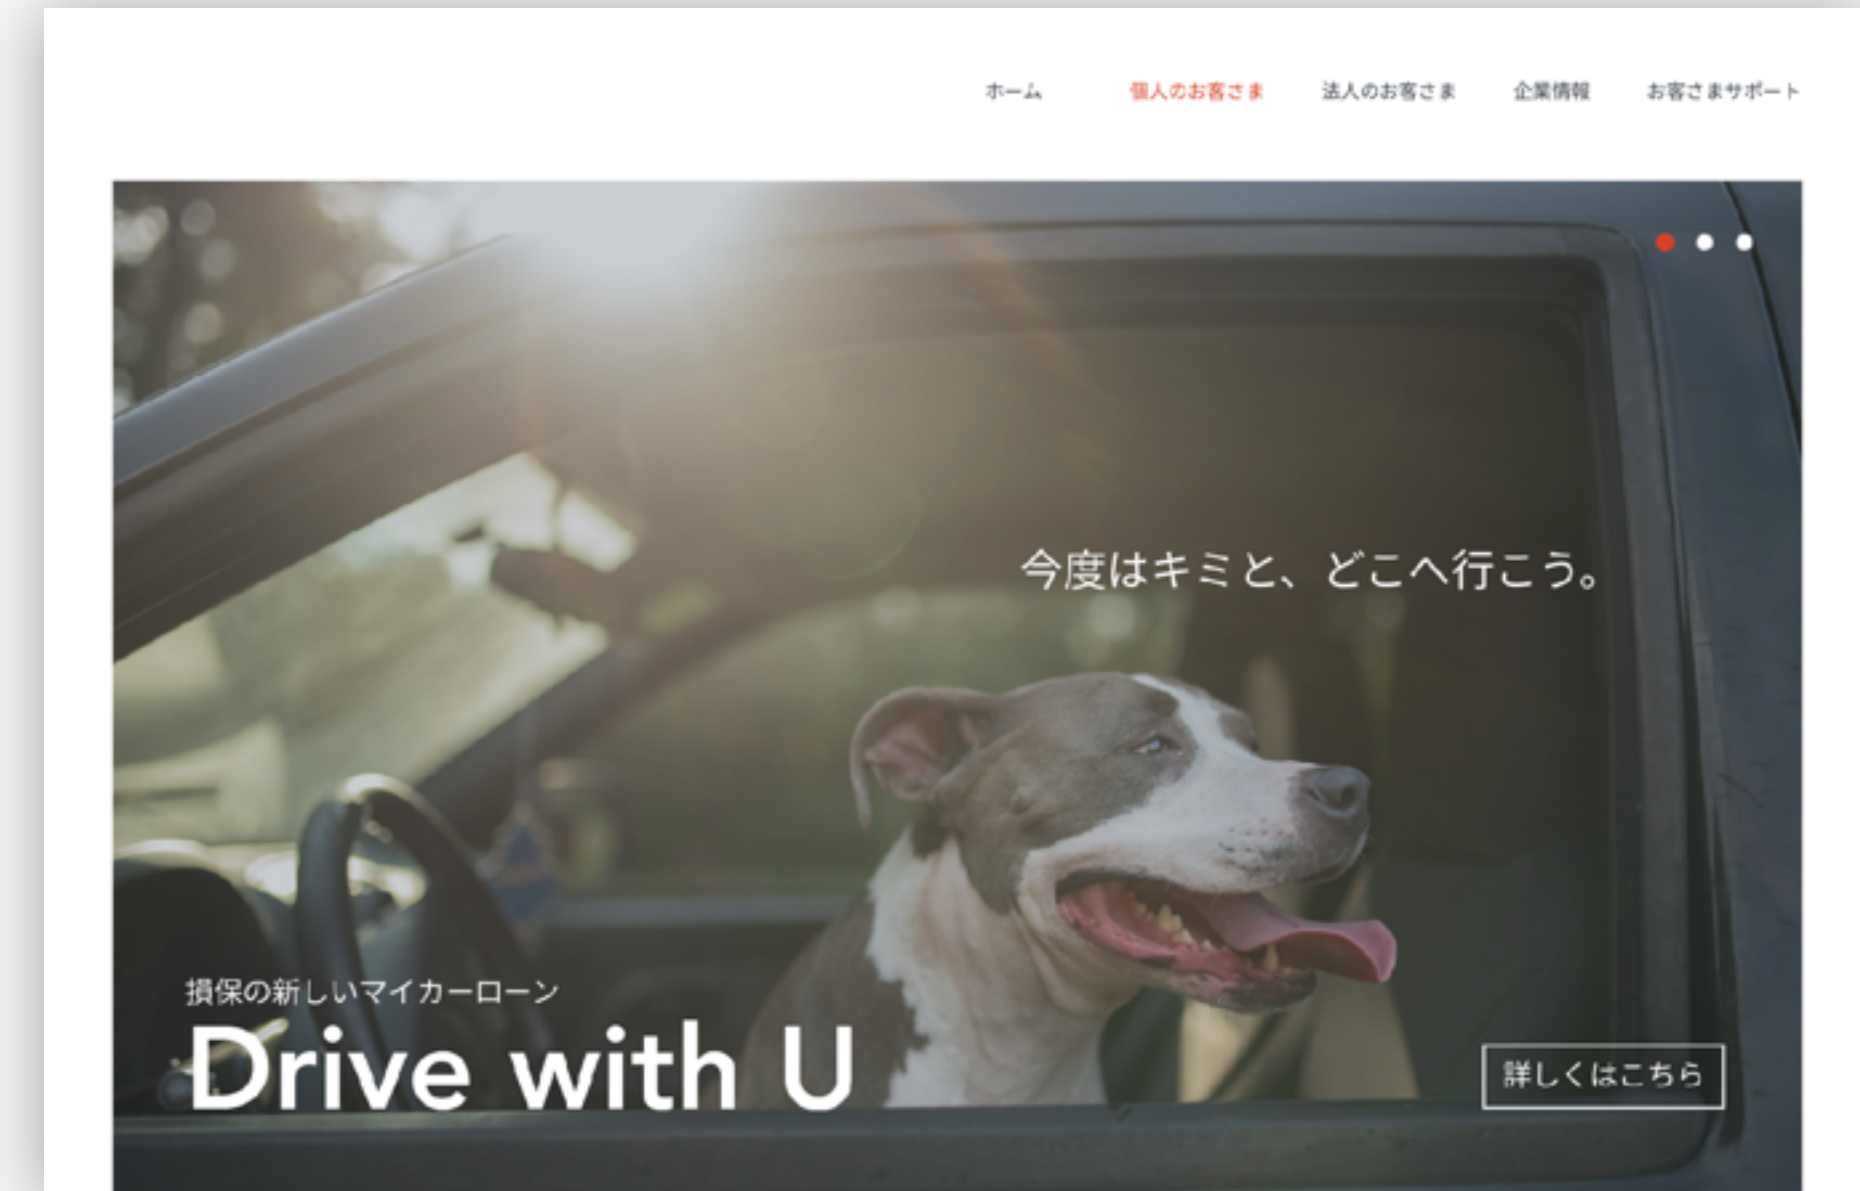 ホーム 個人のお客さま 法人のお客さま 企業情報 お客さまサポート
今度はキミと、どこへ行こう。
損保の新しいマイカーローン
Drive with U
詳しくはこちら